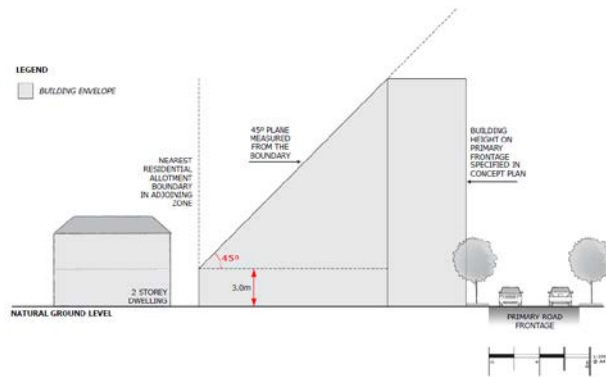 LEGEND
BUILDING ENVELOPE
NEAREST
RESIDENTIAL
ALLOTMENT
BOUNDARY
IN ADJOINING
ZONE
45º PLANE
MEASURED
FROM THE
BOUNDARY
BUILDING
HEIGHT ON
PRIMARY
FRONTAGE
SPECIFIED IN
CONCEPT PLAN
45º
3.0m
2 STOREY
DWELLING
NATURAL GROUND LEVEL
PRIMARY ROAD
FRONTAGE